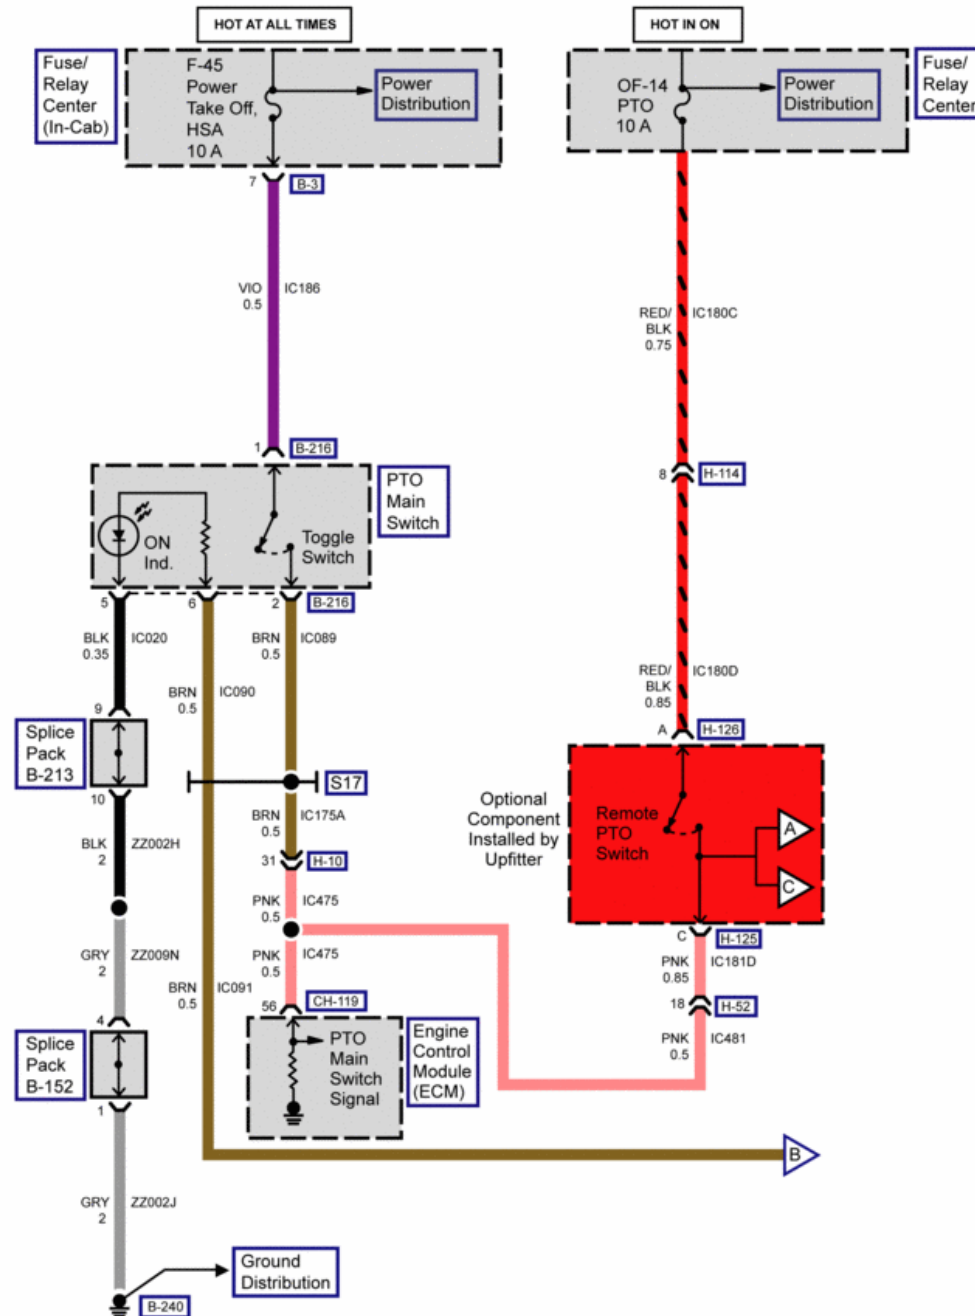 HOT AT ALL TIMES
HOT IN ON
Fuse/
Relay
Center
(In-Cab)
F-45
Power
Take Off,
HSA
10 A
Power
Distribution
OF-14
PTO
10 A
Power
Distribution
Fuse/
Relay
Center
7
B-3
VIO
0.5
IC186
RED/
BLK
0.75
IC180C
1
B-216
8
H-114
PTO
Main
Switch
ON
Ind.
Toggle
Switch
5
6
2
B-216
BLK
0.35
IC020
BRN
0.5
IC089
BRN
0.5
IC090
RED/
BLK
0.85
IC180D
9
A
H-126
Splice
Pack
B-213
S17
10
BRN
0.5
IC175A
Optional
Component
Installed by
Upfitter
Remote
PTO
Switch
A
C
BLK
2
ZZ002H
31
H-10
PNK
0.5
IC475
C
H-125
GRY
2
ZZ009N
PNK
0.5
IC475
PNK
0.85
IC181D
BRN
0.5
IC091
4
56
CH-119
18
H-52
Splice
Pack
B-152
PTO
Main
Switch
Signal
Engine
Control
Module
(ECM)
PNK
0.5
IC481
1
B
GRY
2
ZZ002J
Ground
Distribution
B-240